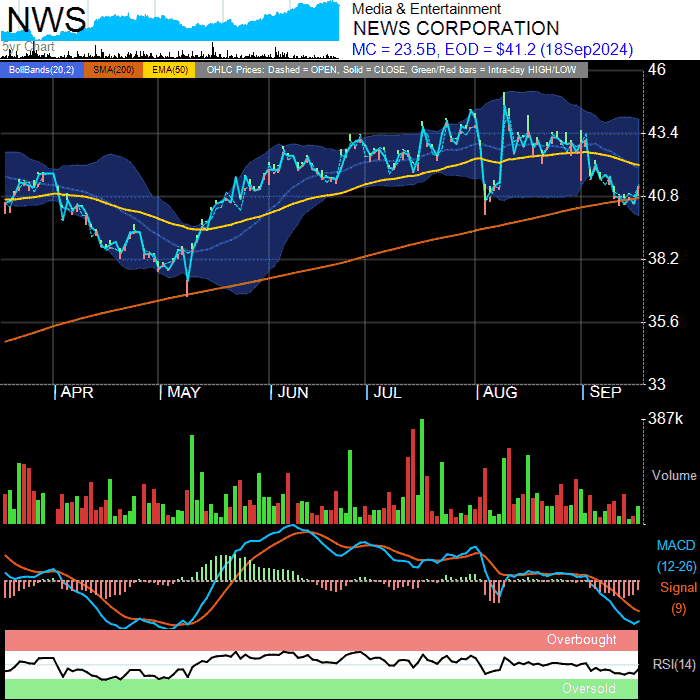 NWS
5yr Chart
Media & Entertainment
NEWS CORPORATION
MC = 23.5B, EOD = $41.2 (18Sep2024)
BollBands(20,2) SMA(200) EMA(50) OHLC Prices: Dashed = OPEN, Solid = CLOSE, Green/Red bars = Intra-day HIGH/LOW
46
43.4
40.8
38.2
35.6
33
APR MAY JUN JUL AUG SEP
387k
Volume
MACD
(12-26)
Signal
(9)
Overbought
RSI(14)
Oversold